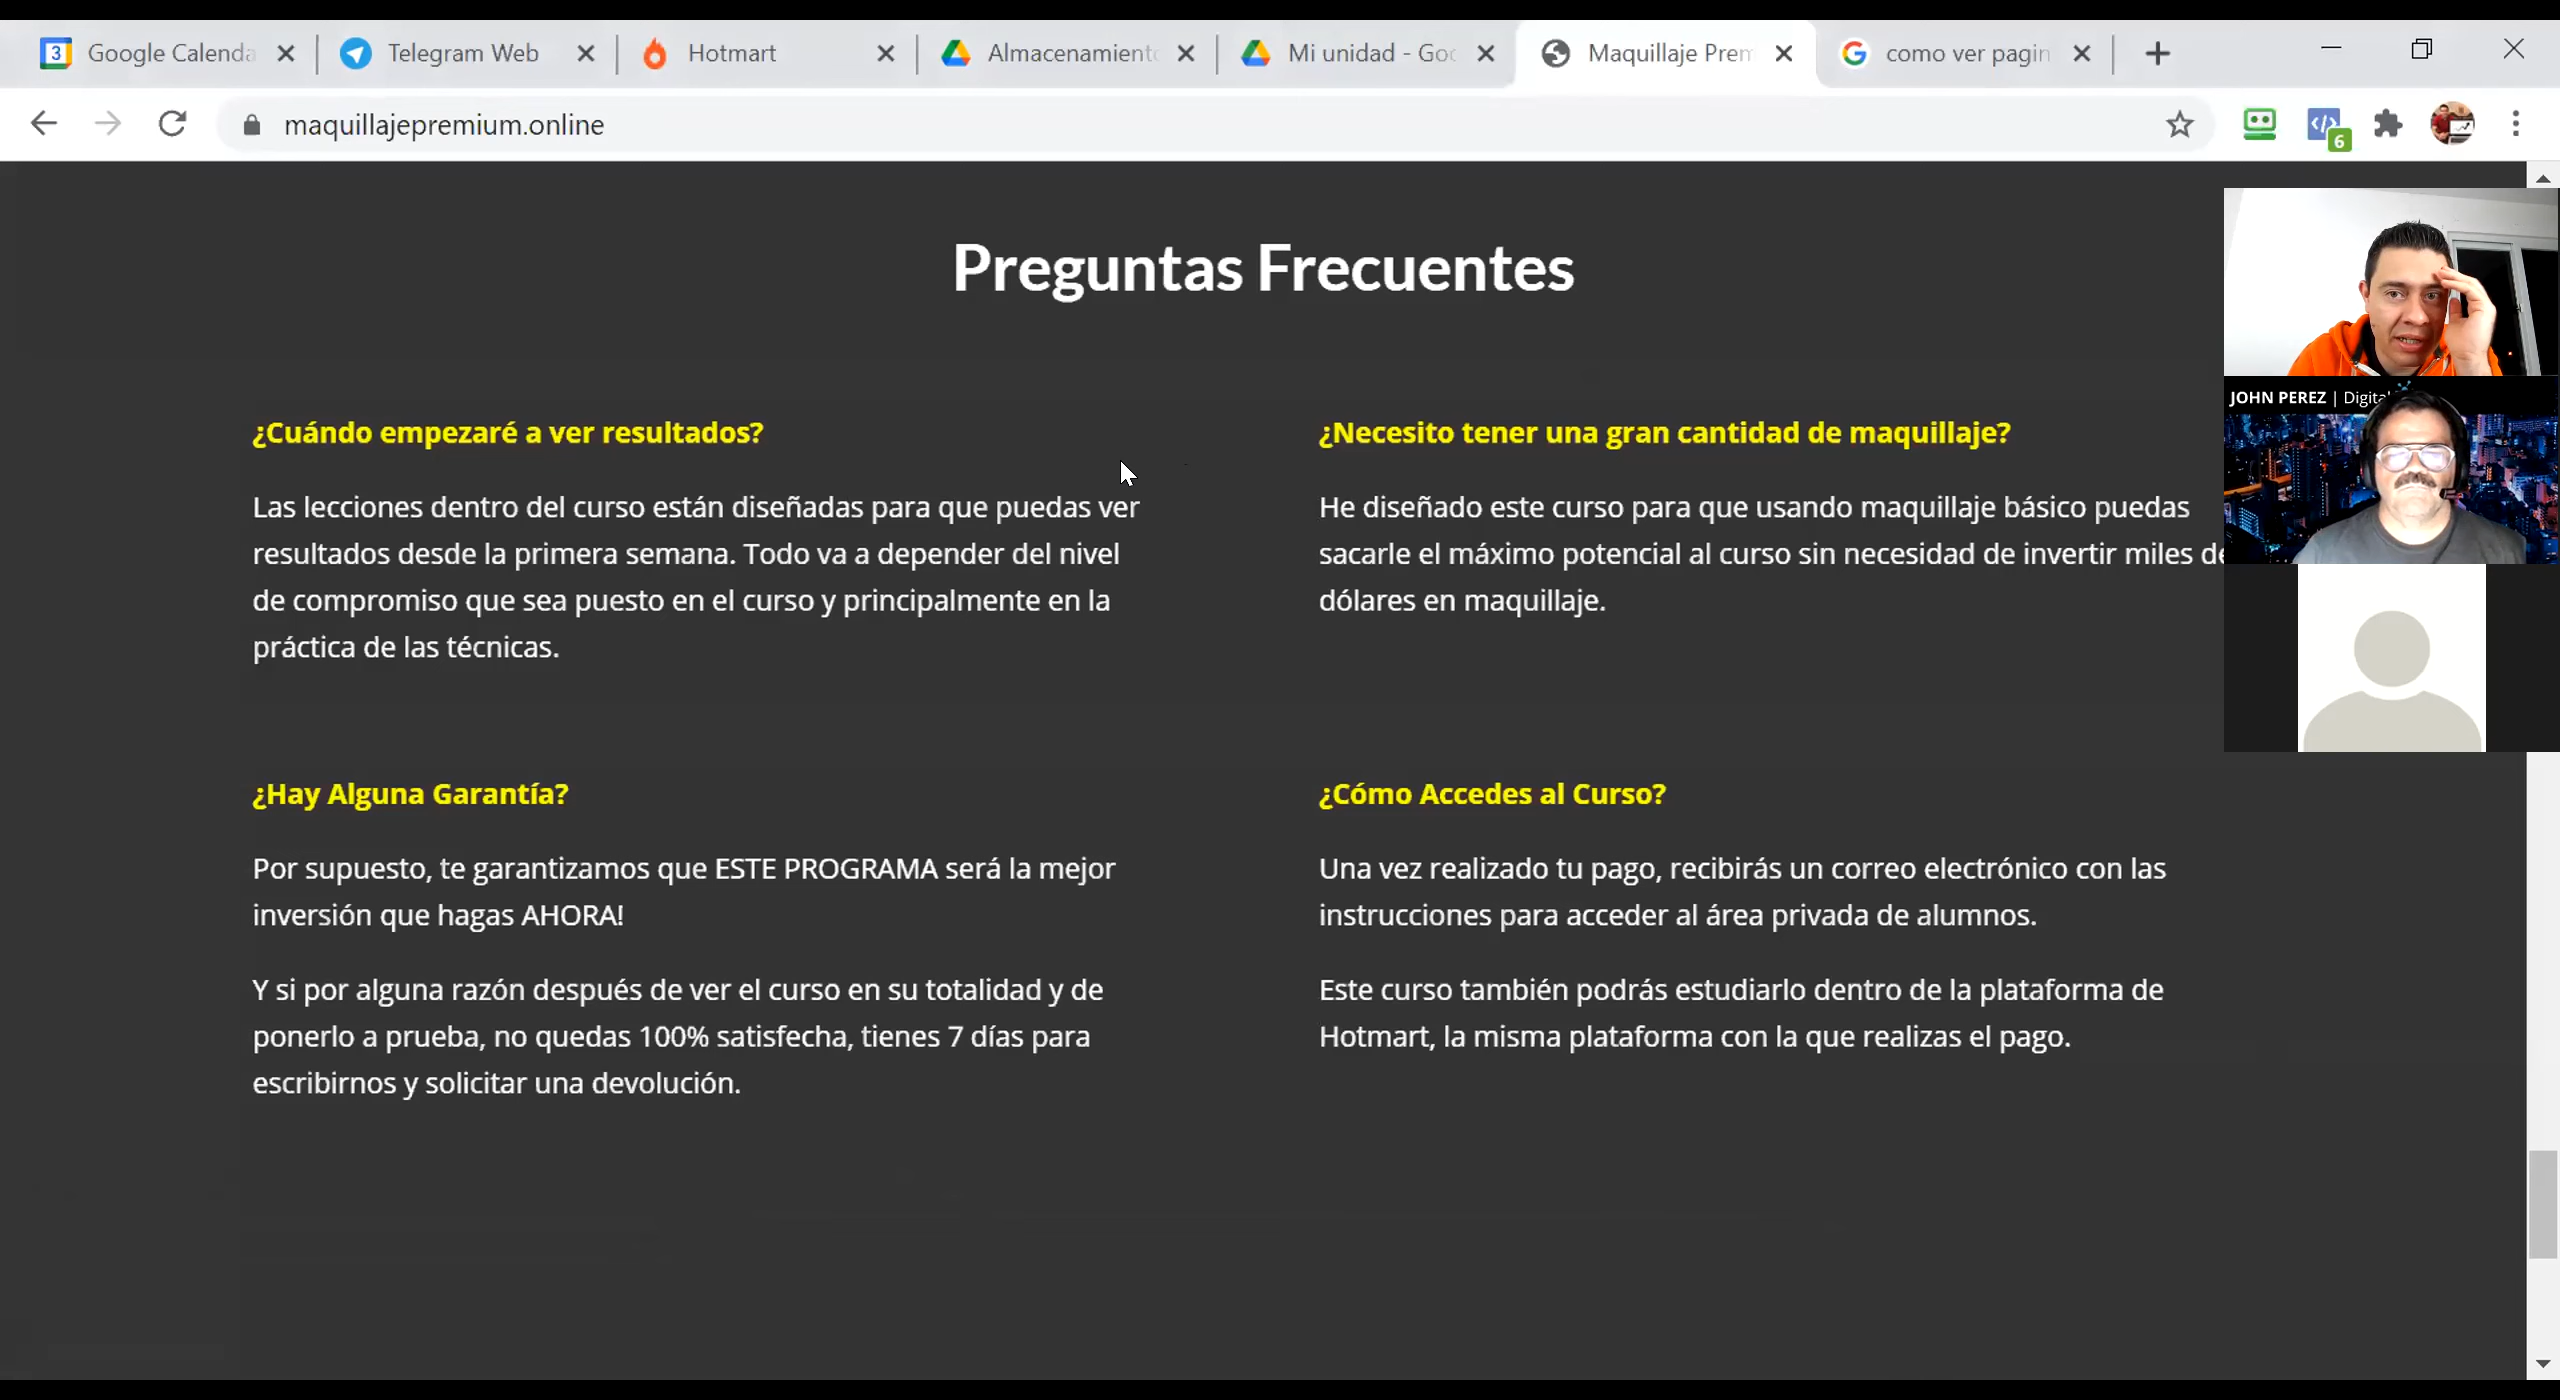 3 Google Calenda
Telegram Web
Hotmart
Almacenamient
Mi unidad - Goo
Maquillaje Prem
como ver pagin
maquillajepremium.online
6
Preguntas Frecuentes
JOHN PEREZ | Digita
¿Cuándo empezaré a ver resultados?
Las lecciones dentro del curso están diseñadas para que puedas ver
resultados desde la primera semana. Todo va a depender del nivel
de compromiso que sea puesto en el curso y principalmente en la
práctica de las técnicas.
¿Necesito tener una gran cantidad de maquillaje?
He diseñado este curso para que usando maquillaje básico puedas
sacarle el máximo potencial al curso sin necesidad de invertir miles de
dólares en maquillaje.
¿Hay Alguna Garantía?
Por supuesto, te garantizamos que ESTE PROGRAMA será la mejor
inversión que hagas AHORA!
Y si por alguna razón después de ver el curso en su totalidad y de
ponerlo a prueba, no quedas 100% satisfecha, tienes 7 días para
escribirnos y solicitar una devolución.
¿Cómo Accedes al Curso?
Una vez realizado tu pago, recibirás un correo electrónico con las
instrucciones para acceder al área privada de alumnos.
Este curso también podrás estudiarlo dentro de la plataforma de
Hotmart, la misma plataforma con la que realizas el pago.